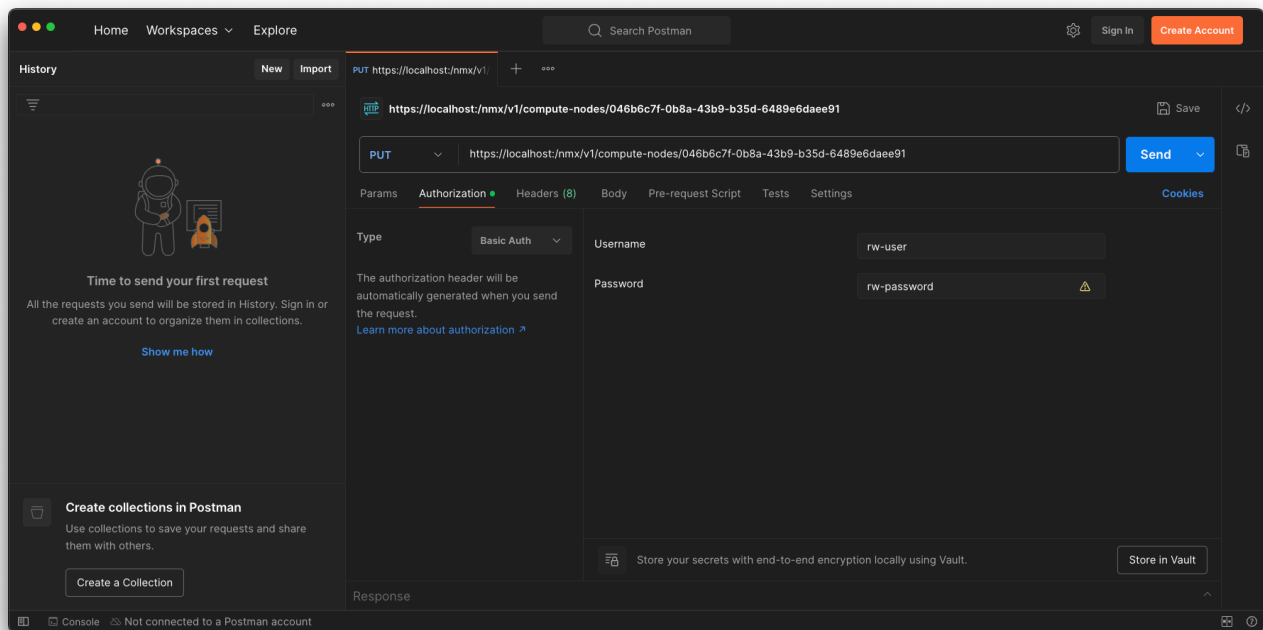 Home Workspaces Explore
Search Postman
Sign In
Create Account
History
New
Import
PUT https://localhost:/nmx/v1/
HTTP https://localhost:/nmx/v1/compute-nodes/046b6c7f-0b8a-43b9-b35d-6489e6daee91
Save
PUT
https://localhost:/nmx/v1/compute-nodes/046b6c7f-0b8a-43b9-b35d-6489e6daee91
Send
Params Authorization Headers (8) Body Pre-request Script Tests Settings
Cookies
Type
Basic Auth
The authorization header will be
automatically generated when you send
the request.
Learn more about authorization ↗
Username
rw-user
Password
rw-password
Time to send your first request
All the requests you send will be stored in History. Sign in or
create an account to organize them in collections.
Show me how
Create collections in Postman
Use collections to save your requests and share
them with others.
Create a Collection
Store your secrets with end-to-end encryption locally using Vault.
Store in Vault
Response
Console Not connected to a Postman account